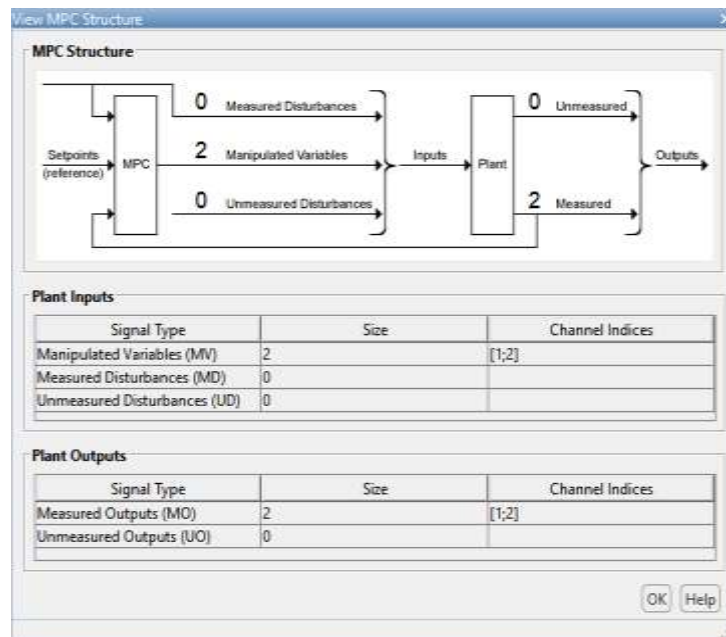 View MPC Structure
MPC Structure
0 Measured Disturbances
0 Unmeasured
Setpoints
(reference)
MPC
2 Manipulated Variables
Inputs
Plant
Outputs
0 Unmeasured Disturbances
2 Measured
Plant Inputs
Signal Type Size Channel Indices
Manipulated Variables (MV) 2 [1;2]
Measured Disturbances (MD) 0
Unmeasured Disturbances (UD) 0
Plant Outputs
Signal Type Size Channel Indices
Measured Outputs (MO) 2 [1;2]
Unmeasured Outputs (UO) 0
OK Help